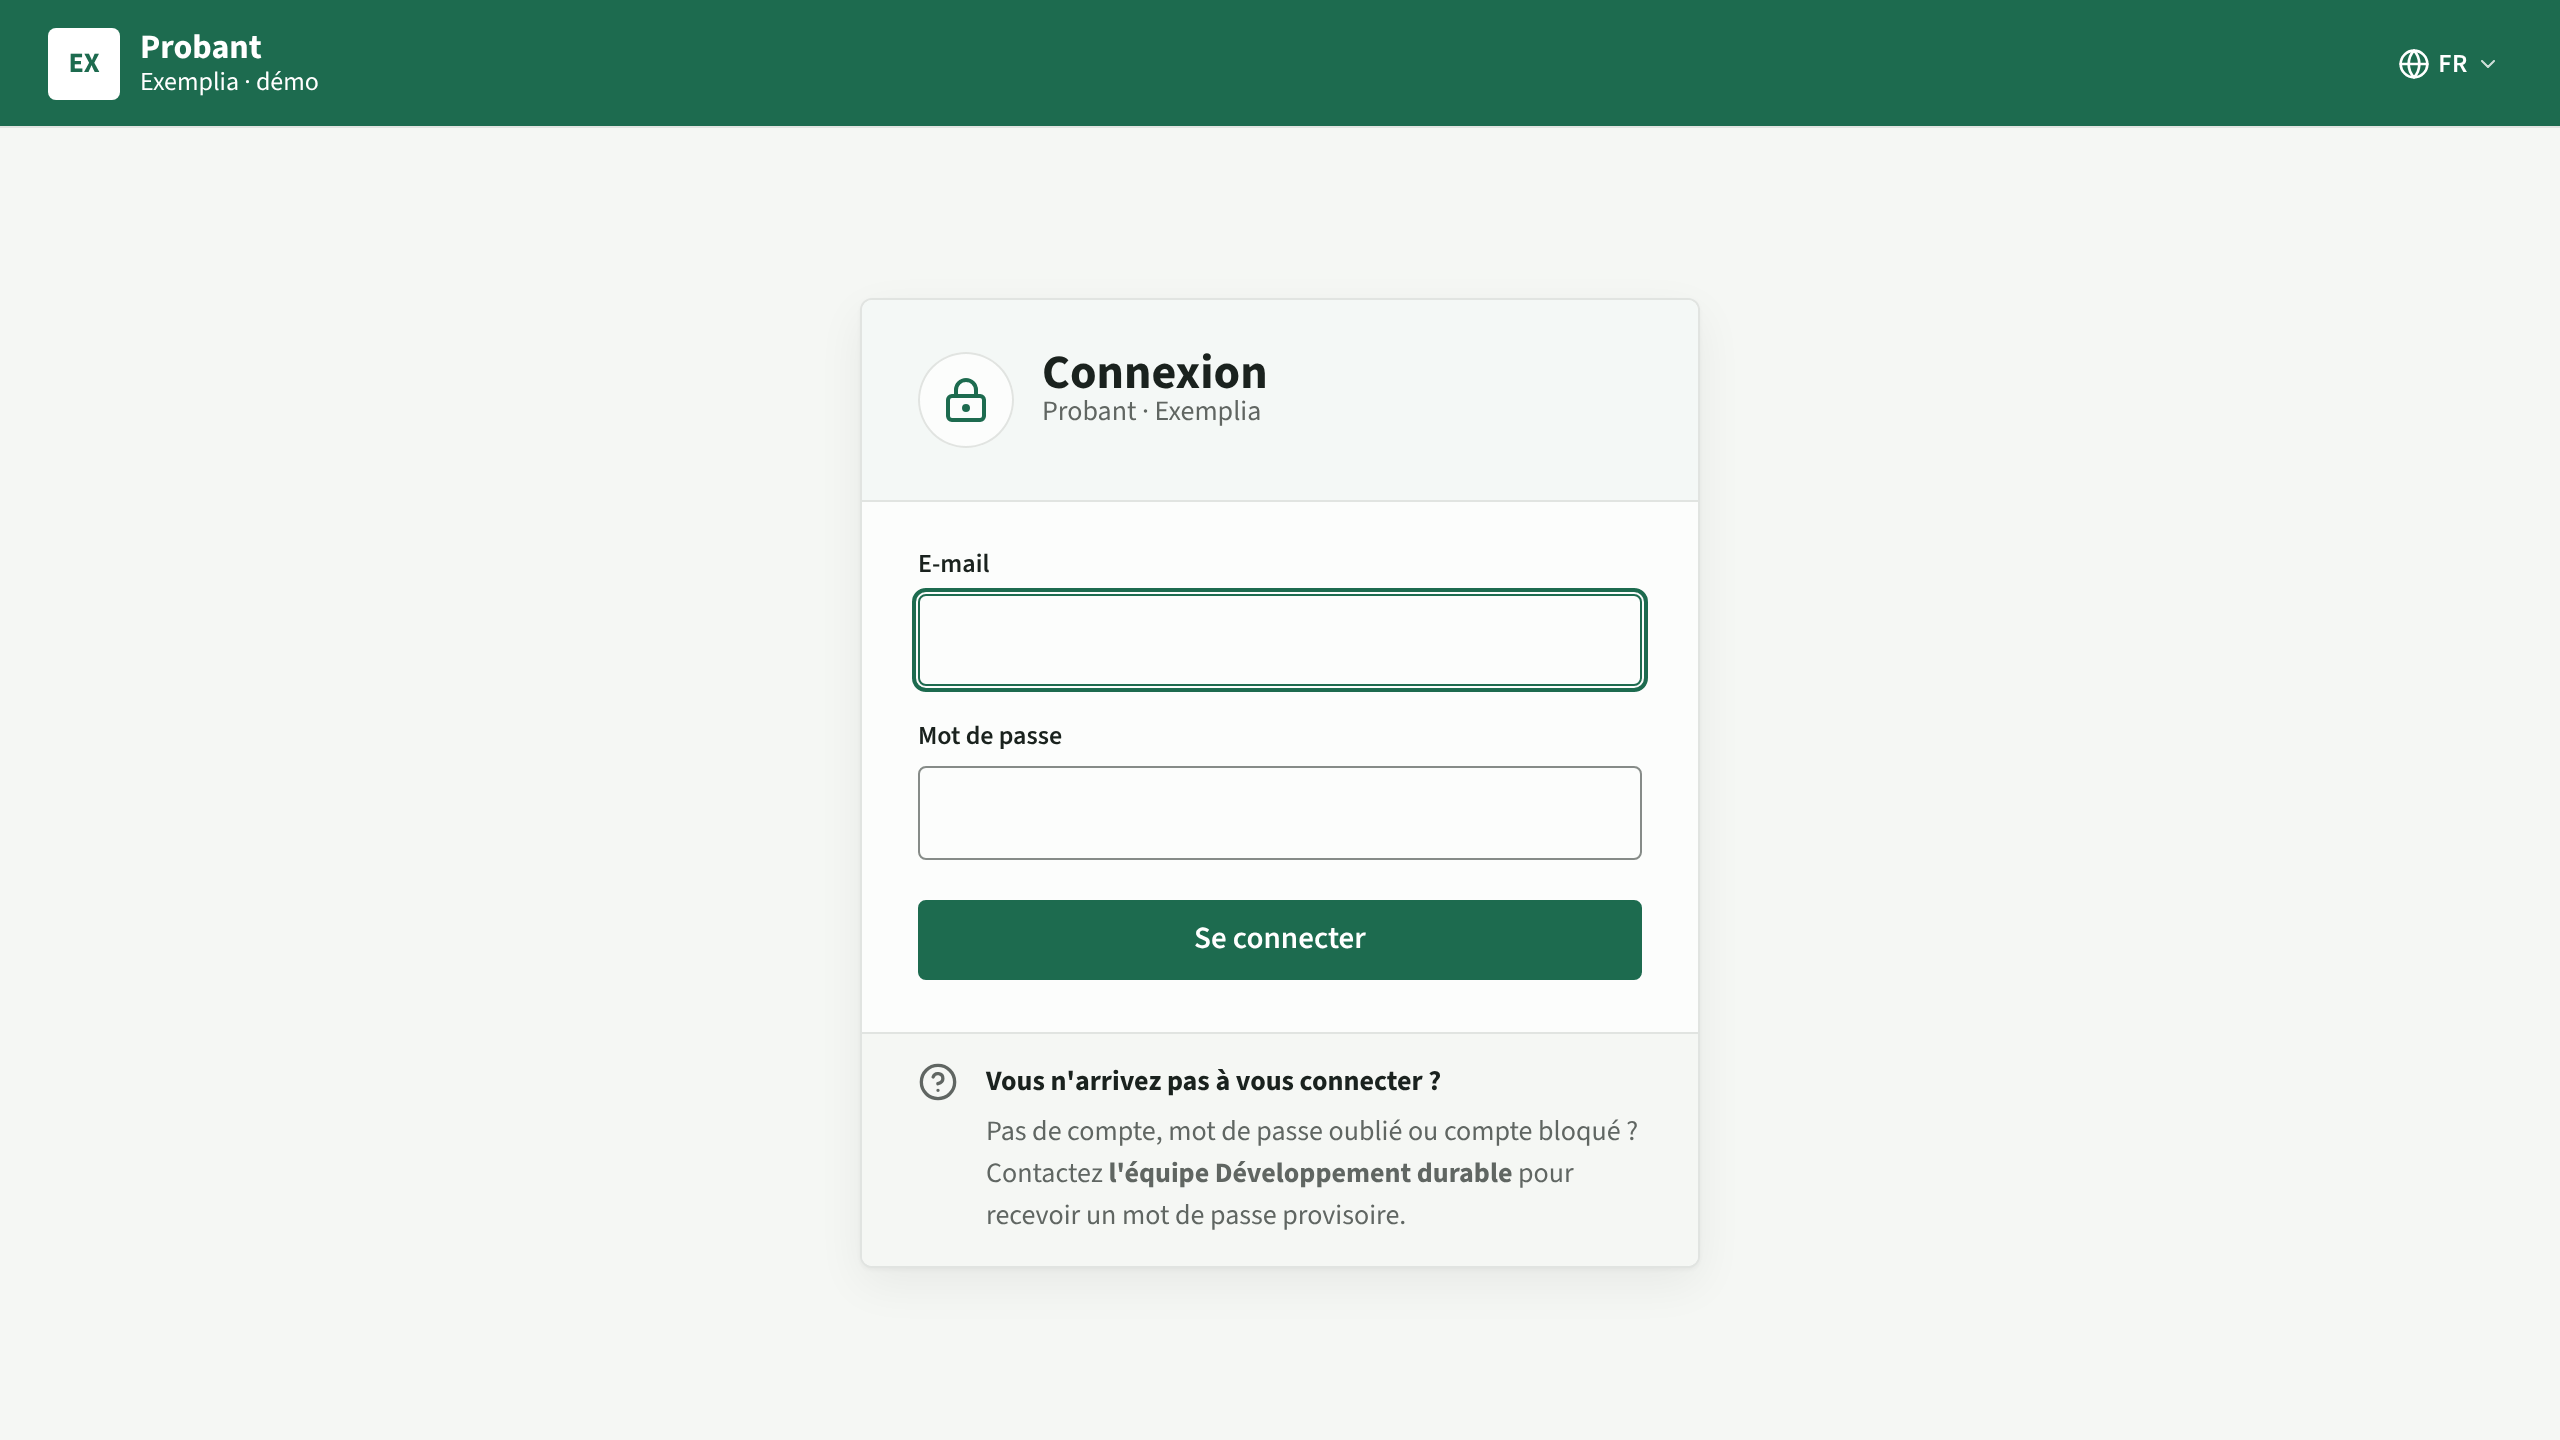 EX
Probant
Exemplia · démo
FR
Connexion
Probant · Exemplia
E-mail
Mot de passe
Se connecter
Vous n'arrivez pas à vous connecter ?
Pas de compte, mot de passe oublié ou compte bloqué ?
Contactez l'équipe Développement durable pour
recevoir un mot de passe provisoire.